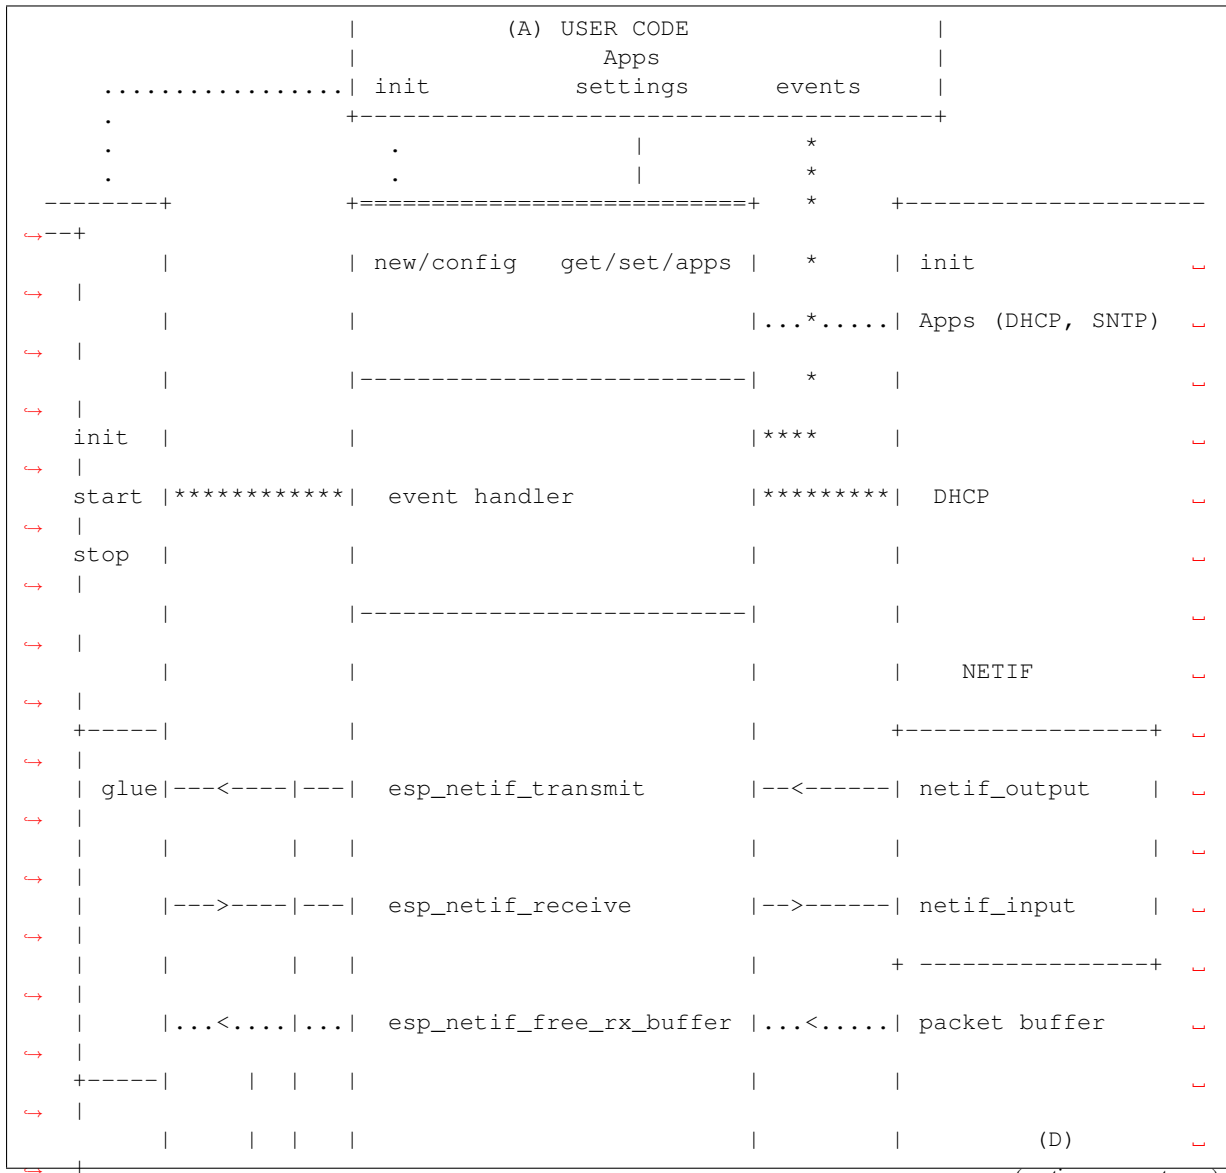 |          (A) USER CODE                 |
                       |                 Apps                   |
      .................| init          settings      events     |
      .                +----------------------------------------+
      .                   .                |           *
      .                   .                |           *
  --------+            +===========================+   *     +---------------------
↪--+
          |            | new/config   get/set/apps |   *     | init                ␣
↪   |
          |            |                           |...*.....| Apps (DHCP, SNTP)   ␣
↪   |
          |            |---------------------------|   *     |                     ␣
↪   |
    init  |            |                           |****     |                     ␣
↪   |
    start |************|  event handler            |*********|  DHCP               ␣
↪   |
    stop  |            |                           |         |                     ␣
↪   |
          |            |---------------------------|         |                     ␣
↪   |
          |            |                           |         |    NETIF            ␣
↪   |
    +-----|            |                           |         +-----------------+   ␣
↪   |
    | glue|---<----|---|  esp_netif_transmit       |--<------| netif_output    |   ␣
↪   |
    |     |        |   |                           |         |                 |   ␣
↪   |
    |     |--->----|---|  esp_netif_receive        |-->------| netif_input     |   ␣
↪   |
    |     |        |   |                           |         + ----------------+   ␣
↪   |
    |     |...<....|...|  esp_netif_free_rx_buffer |...<.....| packet buffer       ␣
↪   |
    +-----|     |  |   |                           |         |                     ␣
↪   |
          |     |  |   |                           |         |         (D)         ␣